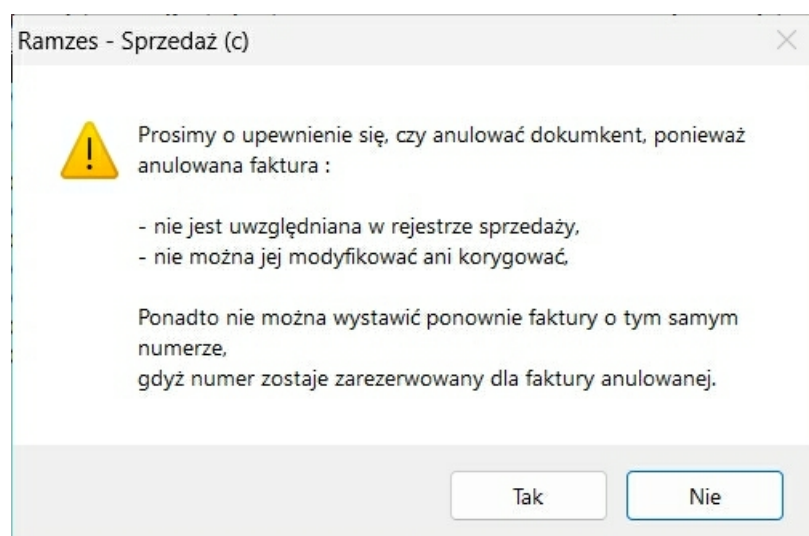 Ramzes - Sprzedaż (c)
Prosimy o upewnienie się, czy anulować dokumkent, ponieważ
anulowana faktura :
- nie jest uwzględniana w rejestrze sprzedaży,
- nie można jej modyfikować ani korygować,
Ponadto nie można wystawić ponownie faktury o tym samym
numerze,
gdyż numer zostaje zarezerwowany dla faktury anulowanej.
Tak
Nie